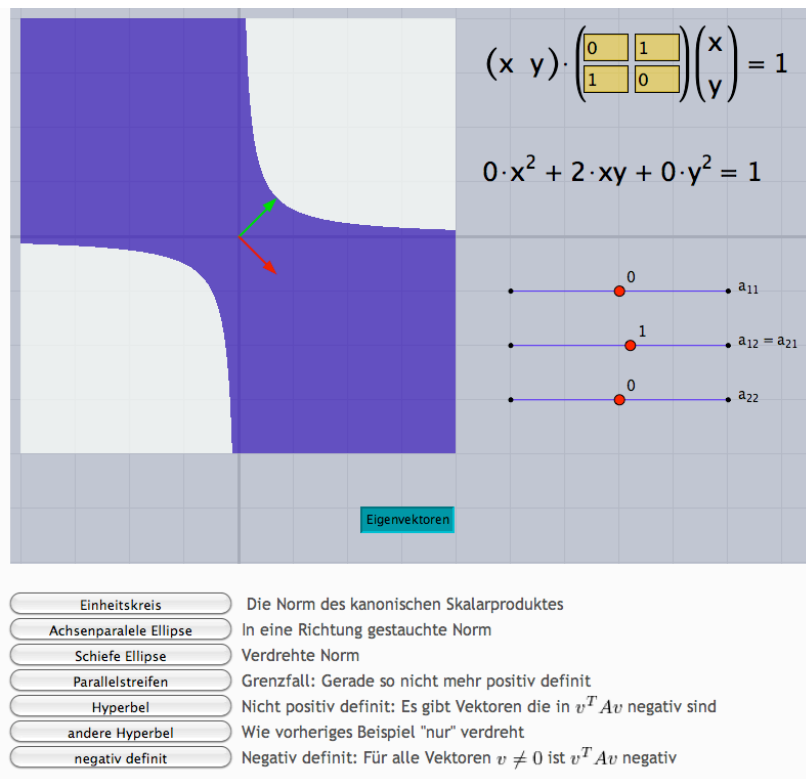 (x y)·(0 1 1 0)(x y) = 1
0·x² + 2·xy + 0·y² = 1
0
a₁₁
1
a₁₂ = a₂₁
0
a₂₂
Eigenvektoren
Einheitskreis Die Norm des kanonischen Skalarproduktes
Achsenparalele Ellipse In eine Richtung gestauchte Norm
Schiefe Ellipse Verdrehte Norm
Parallelstreifen Grenzfall: Gerade so nicht mehr positiv definit
Hyperbel Nicht positiv definit: Es gibt Vektoren die in vᵀAv negativ sind
andere Hyperbel Wie vorheriges Beispiel "nur" verdreht
negativ definit Negativ definit: Für alle Vektoren v ≠ 0 ist vᵀAv negativ